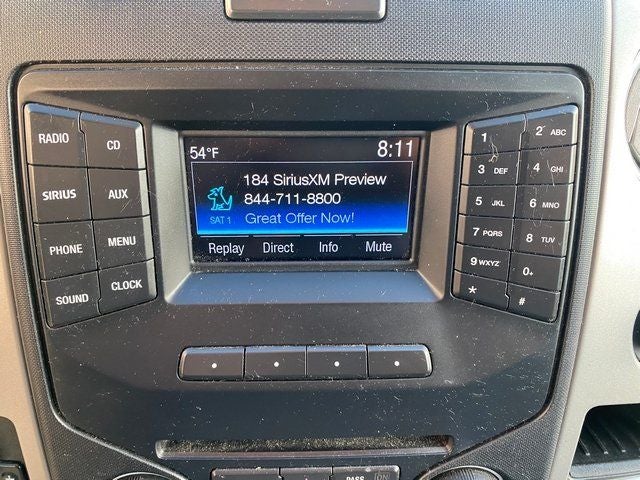 54°F 8:11
184 SiriusXM Preview
844-711-8800
SAT 1 Great Offer Now!
Replay Direct Info Mute
RADIO CD
SIRIUS AUX
PHONE MENU
SOUND CLOCK
1 2 ABC
3 DEF 4 GHI
5 JKL 6 MNO
7 PQRS 8 TUV
9 WXYZ 0+
* #
PASS